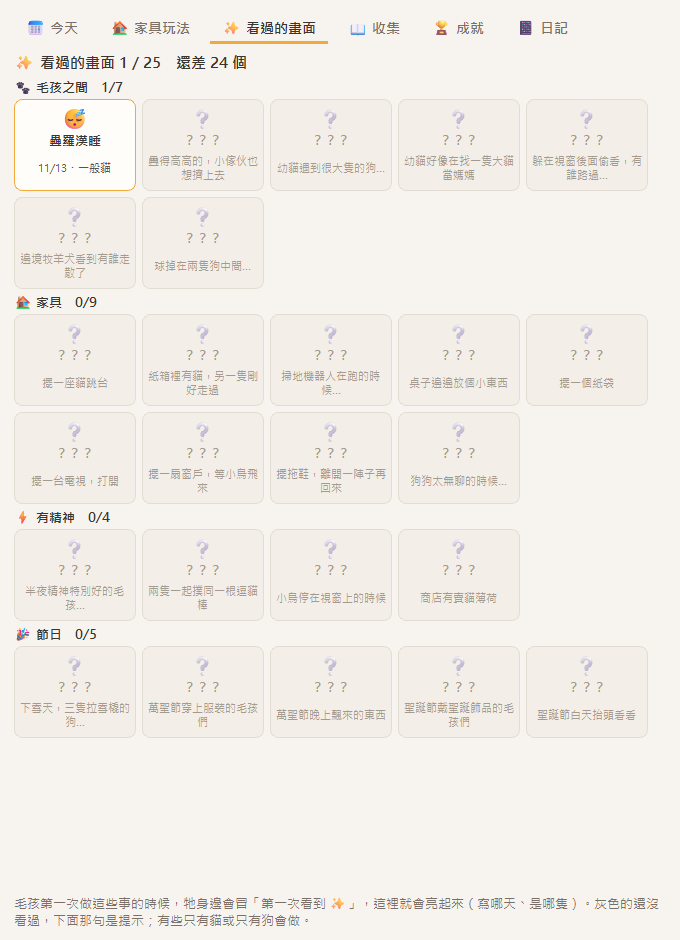 今天 家具玩法 看過的畫面 收集 成就 日記
看過的畫面 1 / 25 還差 24 個
毛孩之間 1/7
疊羅漢睡
11/13 · 一般貓
? ? ?
疊得高高的，小傢伙也
想擠上去
? ? ?
幼貓遇到很大隻的狗...
? ? ?
幼貓好像在找一隻大貓
當媽媽
? ? ?
躲在視窗後面偷看，有
誰路過...
? ? ?
邊境牧羊犬看到有誰走
散了
? ? ?
球掉在兩隻狗中間...
家具 0/9
? ? ?
擺一座貓跳台
? ? ?
紙箱裡有貓，另一隻剛
好走過
? ? ?
掃地機器人在跑的時
候...
? ? ?
桌子邊邊放個小東西
? ? ?
擺一個紙袋
? ? ?
擺一台電視，打開
? ? ?
擺一扇窗戶，等小鳥飛
來
? ? ?
擺拖鞋，離開一陣子再
回來
? ? ?
狗狗太無聊的時候...
有精神 0/4
? ? ?
半夜精神特別好的毛
孩...
? ? ?
兩隻一起撲同一根逗貓
棒
? ? ?
小鳥停在視窗上的時候
? ? ?
商店有賣貓薄荷
節日 0/5
? ? ?
下雪天，三隻拉雪橇的
狗...
? ? ?
萬聖節穿上服裝的毛孩
們
? ? ?
萬聖節晚上飄來的東西
? ? ?
聖誕節戴聖誕飾品的毛
孩們
? ? ?
聖誕節白天抬頭看看
毛孩第一次做這些事的時候，牠身邊會冒「第一次看到 ✨ 」，這裡就會亮起來（寫哪天、是哪隻）。灰色的還沒
看過，下面那句是提示；有些只有貓或只有狗會做。